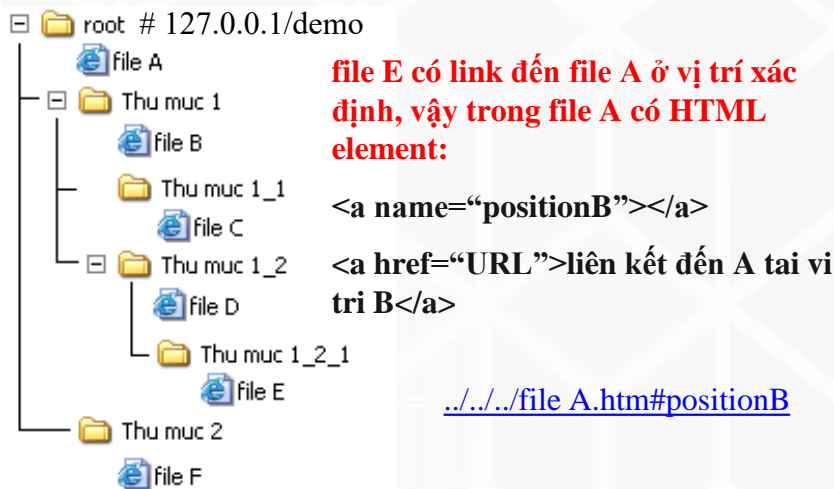 root # 127.0.0.1/demo
file A
Thu muc 1
file B
Thu muc 1_1
file C
Thu muc 1_2
file D
Thu muc 1_2_1
file E
Thu muc 2
file F
file E có link đến file A ở vị trí xác
định, vậy trong file A có HTML
element:
<a name=“positionB”></a>
<a href=“URL”>liên kết đến A tai vi
tri B</a>
= ../../../file A.htm#positionB